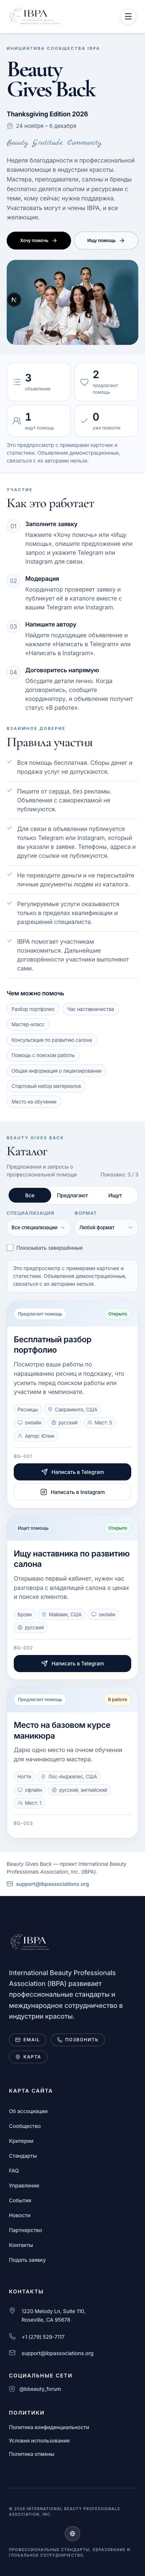 IBPA
ИНИЦИАТИВА СООБЩЕСТВА IBPA
Beauty
Gives Back
Thanksgiving Edition 2026
24 ноября – 6 декабря
Beauty. Gratitude. Community.
Неделя благодарности и профессиональной
взаимопомощи в индустрии красоты.
Мастера, преподаватели, салоны и бренды
бесплатно делятся опытом и ресурсами с
теми, кому сейчас действительно нужно.
Участвовать могут и члены IBPA, и все
желающие.
Хочу помочь
Ищу помощь
N
3
объявления
2
предлагают
помощь
1
ищут помощь
0
уже помогли
Это предпросмотр с примерами карточек и
статистики. Объявления демонстрационные,
связаться с их авторами нельзя.
УЧАСТИЕ
Как это работает
01
Заполните заявку
Нажмите «Хочу помочь» или «Ищу
помощь», опишите предложение или
запрос и укажите Telegram или
Instagram для связи.
02
Модерация
Координатор проверяет заявку и
публикует её в каталоге вместе с
вашим Telegram или Instagram.
03
Напишите автору
Найдите подходящее объявление и
нажмите «Написать в Telegram» или
«Написать в Instagram».
04
Договоритесь напрямую
Обсудите детали лично. Когда
договорились, сообщите
координатору, и объявление получит
статус «В работе».
ВЗАИМНОЕ ДОВЕРИЕ
Правила участия
Вся помощь бесплатная. Сборы денег и
продажа услуг не допускаются.
Пишите от сердца, без рекламы.
Объявления с саморекламой не
публикуются.
Для связи в объявлении публикуется
только Telegram или Instagram, который
вы указали в заявке. Телефоны, адреса и
другие ссылки не публикуются.
Не переводите деньги и не пересылайте
личные документы людям из каталога.
Регулируемые услуги оказываются
только в пределах квалификации и
разрешений специалиста.
IBPA помогает участникам
познакомиться. Дальнейшие
договорённости участники выполняют
сами.
Чем можно помочь
Разбор портфолио
Час наставничества
Мастер-класс
Консультация по развитию салона
Помощь с поиском работы
Общая информация о лицензировании
Стартовый набор материалов
Место на обучении
BEAUTY GIVES BACK
Каталог
Предложения и запросы о
профессиональной помощи
Показано: 3 / 3
Все
Предлагают
Ищут
СПЕЦИАЛИЗАЦИЯ
ФОРМАТ
Все специализации
Любой формат
Показывать завершённые
Это предпросмотр с примерами карточек и
статистики. Объявления демонстрационные,
связаться с их авторами нельзя.
Предлагает помощь
Открыто
Бесплатный разбор
портфолио
Посмотрю ваши работы по
наращиванию ресниц и подскажу, что
усилить перед поиском работы или
участием в чемпионате.
Ресницы
Сакраменто, США
онлайн
русский
Мест: 5
Автор: Юлия
BG-001
Написать в Telegram
Написать в Instagram
Ищет помощь
Открыто
Ищу наставника по развитию
салона
Открываю первый кабинет, нужен час
разговора с владелицей салона о ценах
и поиске клиентов.
Брови
Майами, США
онлайн
русский
BG-002
Написать в Telegram
Предлагает помощь
В работе
Место на базовом курсе
маникюра
Дарю одно место на очном обучении
для начинающего мастера.
Ногти
Лос-Анджелес, США
офлайн
русский, английский
Мест: 1
BG-003
Beauty Gives Back — проект International Beauty
Professionals Association, Inc. (IBPA).
support@ibpassociations.org
IBPA
International Beauty Professionals
Association (IBPA) развивает
профессиональные стандарты и
международное сотрудничество в
индустрии красоты.
EMAIL
ПОЗВОНИТЬ
КАРТА
КАРТА САЙТА
Об ассоциации
Сообщество
Критерии
Стандарты
FAQ
Управление
События
Новости
Партнерство
Контакты
Подать заявку
КОНТАКТЫ
1220 Melody Ln, Suite 110,
Roseville, CA 95678
+1 (279) 529-7117
support@ibpassociations.org
СОЦИАЛЬНЫЕ СЕТИ
@bbeauty_forum
ПОЛИТИКИ
Политика конфиденциальности
Условия использования
Политика отмены
© 2026 INTERNATIONAL BEAUTY PROFESSIONALS
ASSOCIATION, INC.
ПРОФЕССИОНАЛЬНЫЕ СТАНДАРТЫ, ОБРАЗОВАНИЕ И
ГЛОБАЛЬНОЕ СОТРУДНИЧЕСТВО.